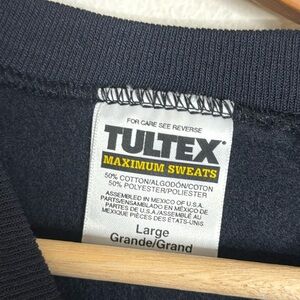 FOR CARE SEE REVERSE
TULTEX®
MAXIMUM SWEATS
50% COTTON/ALGODÓN/COTON
50% POLYESTER/POLIESTER
ASSEMBLED IN MEXICO OF U.S.A.
PARTS/ENSAMBLADO EN MÉXICO DE
PARTES DE U.S.A./ASSEMBLÉ AU
MEXIQUE PIÈCES DES ÉTATS-UNIS
Large
Grande/Grand